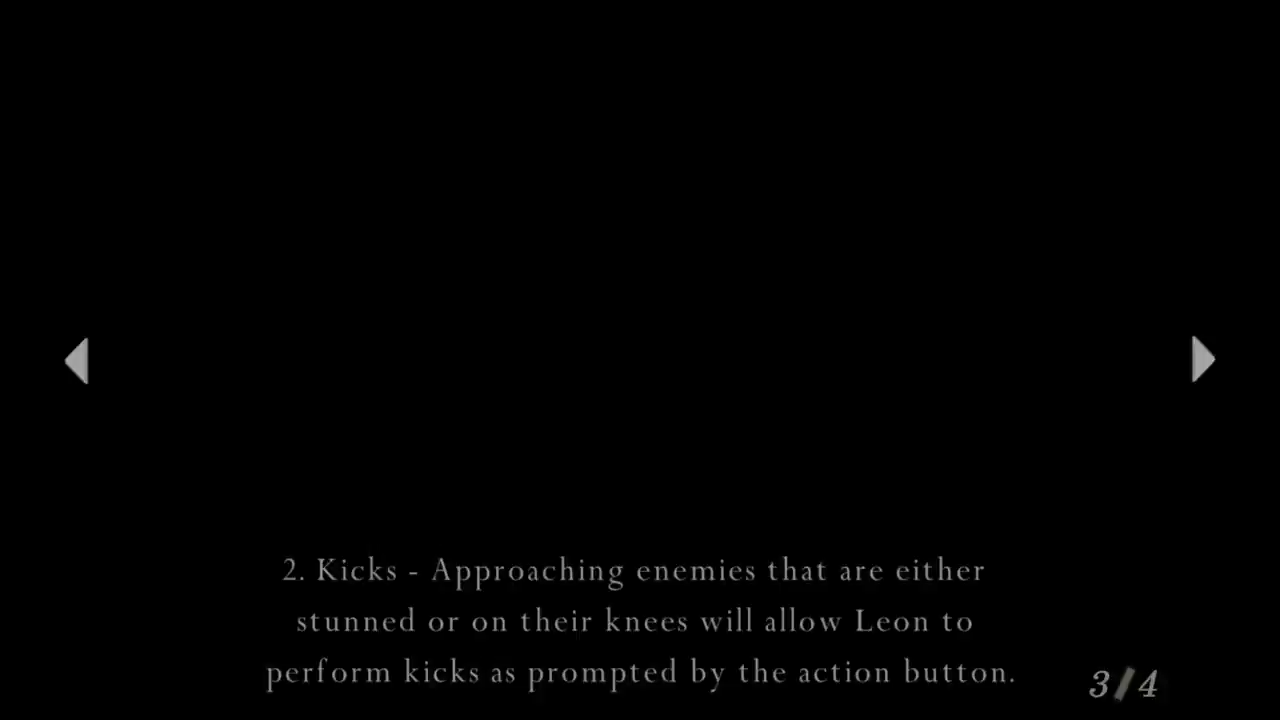 2. Kicks - Approaching enemies that are either
stunned or on their knees will allow Leon to
perform kicks as prompted by the action button.
3/4